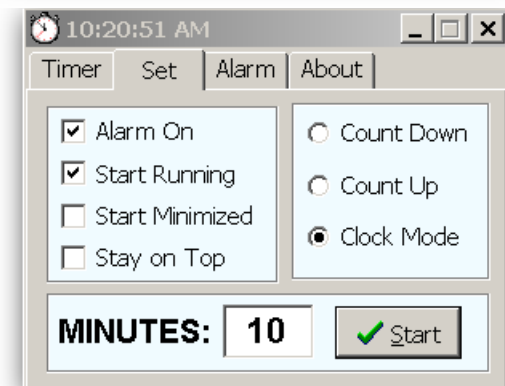 10:20:51 AM
Timer Set Alarm About
Alarm On
Start Running
Start Minimized
Stay on Top
Count Down
Count Up
Clock Mode
MINUTES: 10 Start